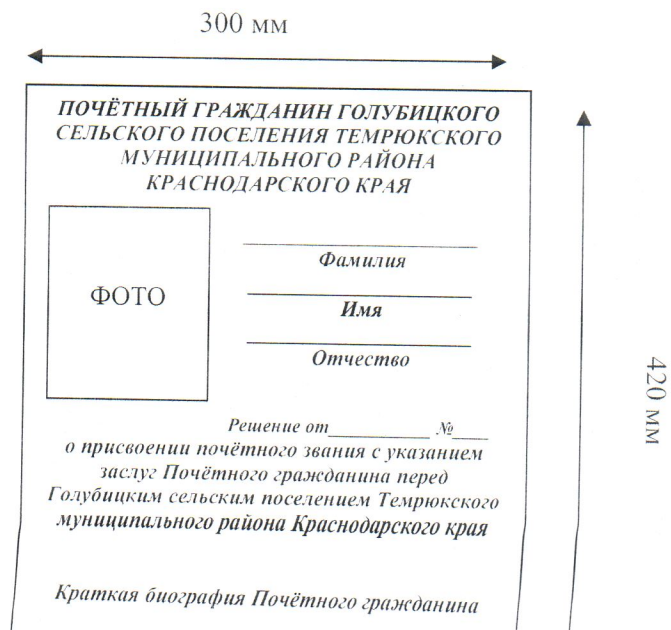 300 мм
ПОЧЁТНЫЙ ГРАЖДАНИН ГОЛУБИЦКОГО
СЕЛЬСКОГО ПОСЕЛЕНИЯ ТЕМРЮКСКОГО
МУНИЦИПАЛЬНОГО РАЙОНА
КРАСНОДАРСКОГО КРАЯ
ФОТО
Фамилия
Имя
Отчество
Решение от__________ №____
о присвоении почётного звания с указанием
заслуг Почётного гражданина перед
Голубицким сельским поселением Темрюкского
муниципального района Краснодарского края
Краткая биография Почётного гражданина
420 мм